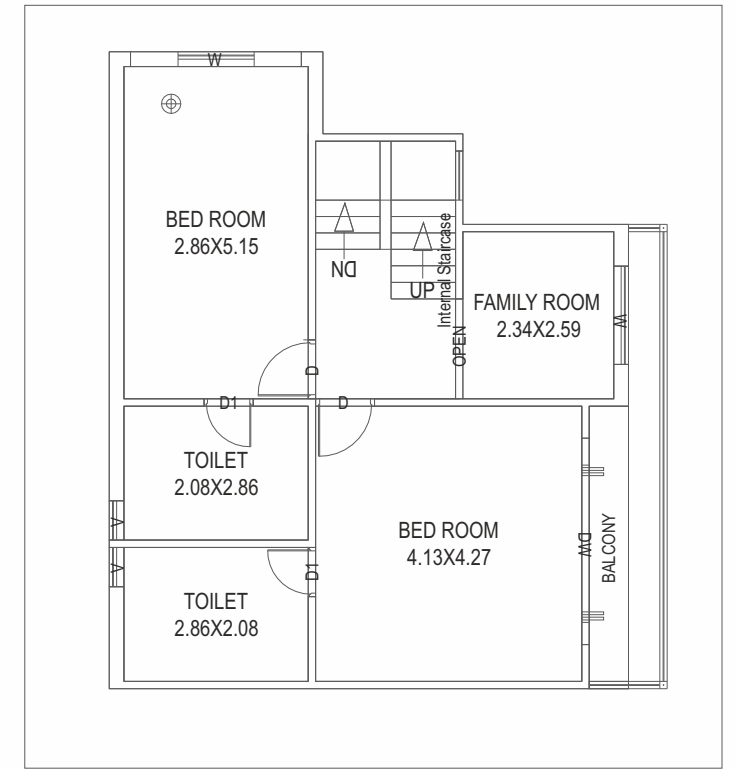 W
BED ROOM
2.86X5.15
DN
UP
Internal Staircase
OPEN
FAMILY ROOM
2.34X2.59
W
D
D1
D
TOILET
2.08X2.86
V
BED ROOM
4.13X4.27
DW
BALCONY
V
D1
TOILET
2.86X2.08